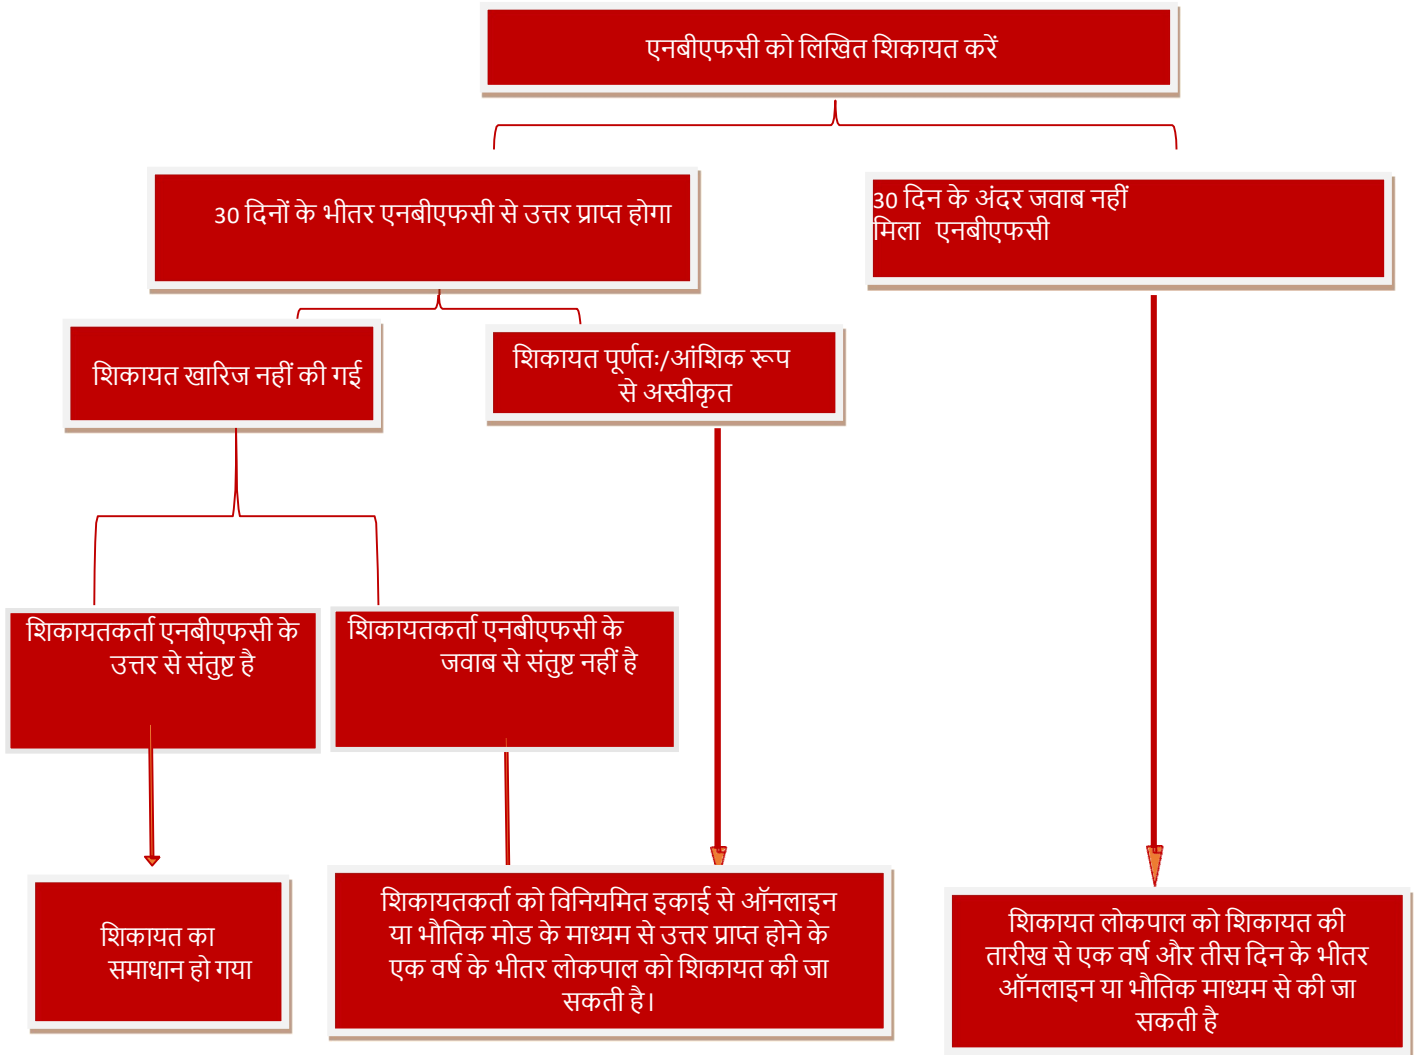 एनबीएफसी को लिखित शिकायत करें
30 दिनों के भीतर एनबीएफसी से उत्तर प्राप्त होगा
30 दिन के अंदर जवाब नहीं
मिला एनबीएफसी
शिकायत खारिज नहीं की गई
शिकायत पूर्णतः/आंशिक रूप
से अस्वीकृत
शिकायतकर्ता एनबीएफसी के
उत्तर से संतुष्ट है
शिकायतकर्ता एनबीएफसी के
जवाब से संतुष्ट नहीं है
शिकायत का
समाधान हो गया
शिकायतकर्ता को विनियमित इकाई से ऑनलाइन
या भौतिक मोड के माध्यम से उत्तर प्राप्त होने के
एक वर्ष के भीतर लोकपाल को शिकायत की जा
सकती है।
शिकायत लोकपाल को शिकायत की
तारीख से एक वर्ष और तीस दिन के भीतर
ऑनलाइन या भौतिक माध्यम से की जा
सकती है